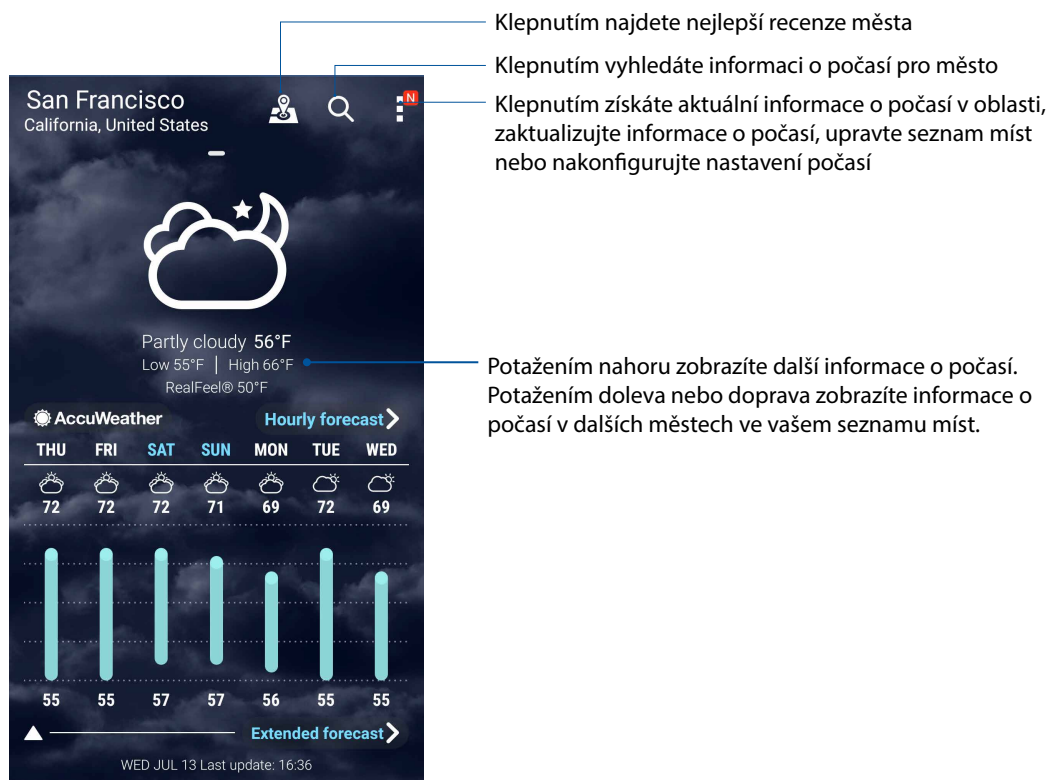 Klepnutím najdete nejlepší recenze města
Klepnutím vyhledáte informaci o počasí pro město
Klepnutím získáte aktuální informace o počasí v oblasti,
zaktualizujte informace o počasí, upravte seznam míst
nebo nakonfigurujte nastavení počasí
San Francisco
California, United States
N
Partly cloudy 56°F
Low 55°F | High 66°F
RealFeel® 50°F
Potažením nahoru zobrazíte další informace o počasí.
Potažením doleva nebo doprava zobrazíte informace o
počasí v dalších městech ve vašem seznamu míst.
AccuWeather Hourly forecast
THU FRI SAT SUN MON TUE WED
72 72 72 71 69 72 69
55 55 57 57 56 55 55
Extended forecast
WED JUL 13 Last update: 16:36